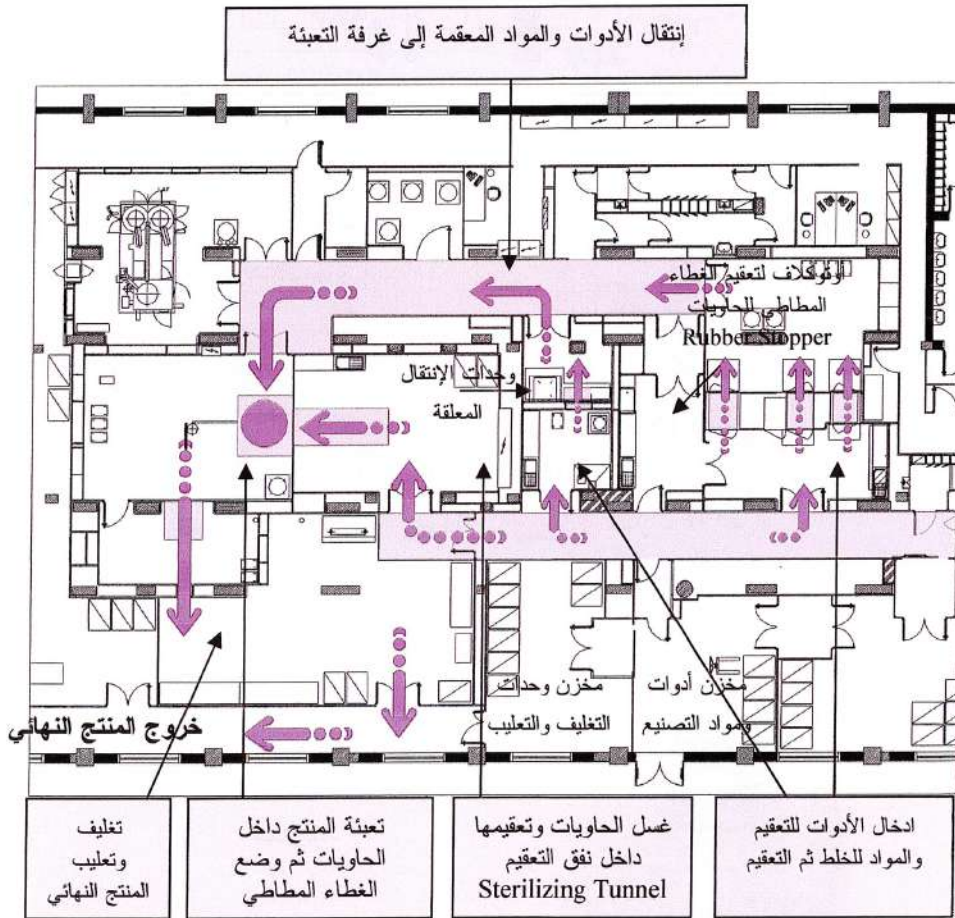 إنتقال الأدوات والمواد المعقمة إلى غرفة التعبئة
أوتوكلاف لتعقيم الغطاء
المطاطي للحاويات
Rubber Stopper
وحدات الإنتقال
المعلقة
مخزن وحدات
التغليف والتعليب
مخزن أدوات
ومواد التصنيع
خروج المنتج النهائي
ادخال الأدوات للتعقيم
والمواد للخلط ثم التعقيم
غسل الحاويات وتعقيمها
داخل نفق التعقيم
Sterilizing Tunnel
تعبئة المنتج داخل
الحاويات ثم وضع
الغطاء المطاطي
تغليف
وتعليب
المنتج النهائي